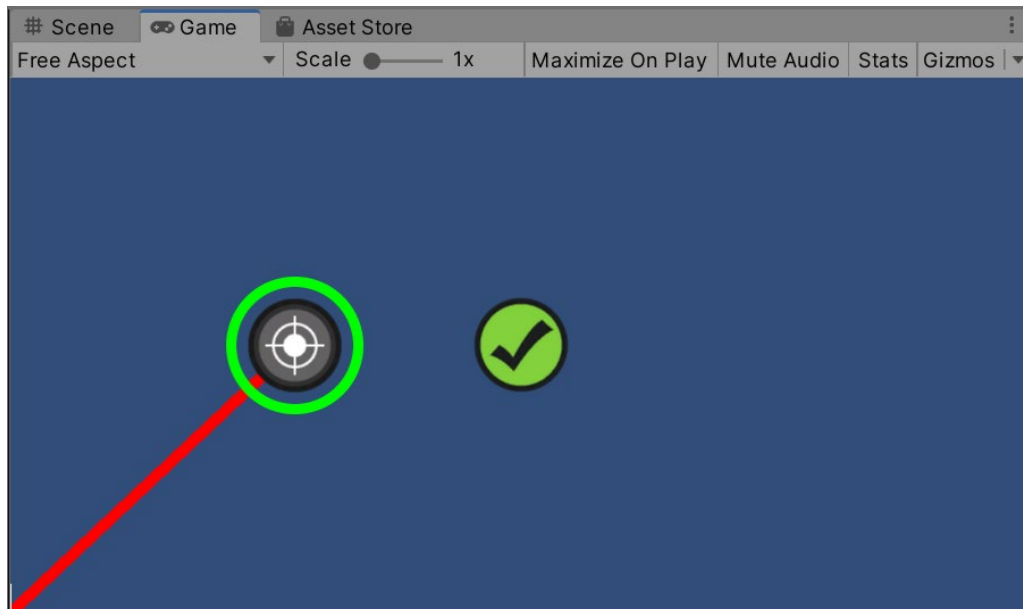 Scene Game Asset Store
Free Aspect Scale 1x Maximize On Play Mute Audio Stats Gizmos